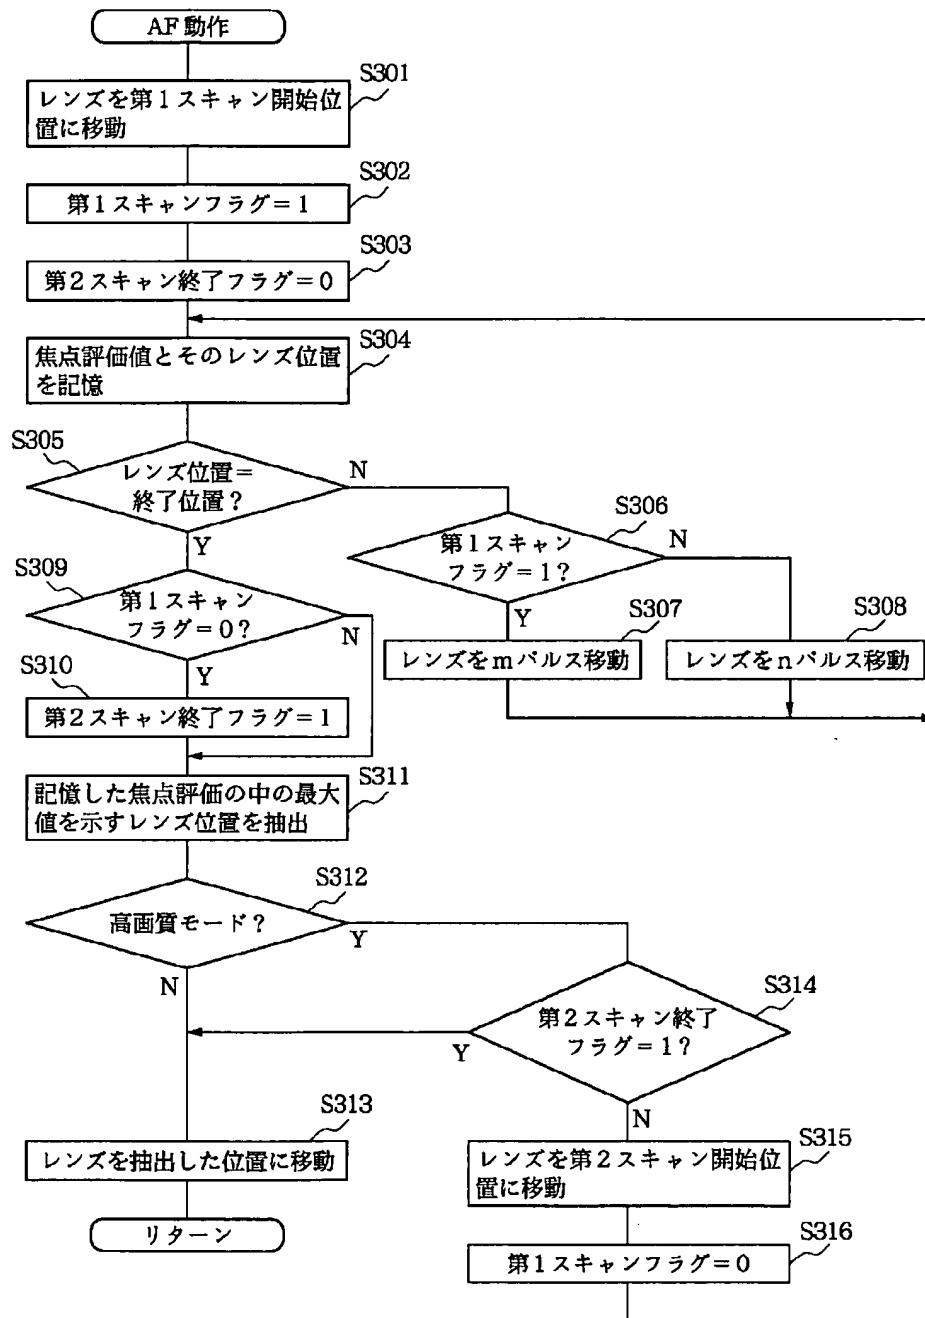 AF動作
S301
レンズを第1スキャン開始位
置に移動
S302
第1スキャンフラグ=1
S303
第2スキャン終了フラグ=0
S304
焦点評価値とそのレンズ位置
を記憶
S305
レンズ位置=
終了位置?
N
Y
S306
第1スキャン
フラグ=1?
N
Y
S307
レンズをmパルス移動
S308
レンズをnパルス移動
S309
第1スキャン
フラグ=0?
N
Y
S310
第2スキャン終了フラグ=1
S311
記憶した焦点評価の中の最大
値を示すレンズ位置を抽出
S312
高画質モード?
Y
N
S314
第2スキャン終了
フラグ=1?
Y
N
S313
レンズを抽出した位置に移動
リターン
S315
レンズを第2スキャン開始位
置に移動
S316
第1スキャンフラグ=0